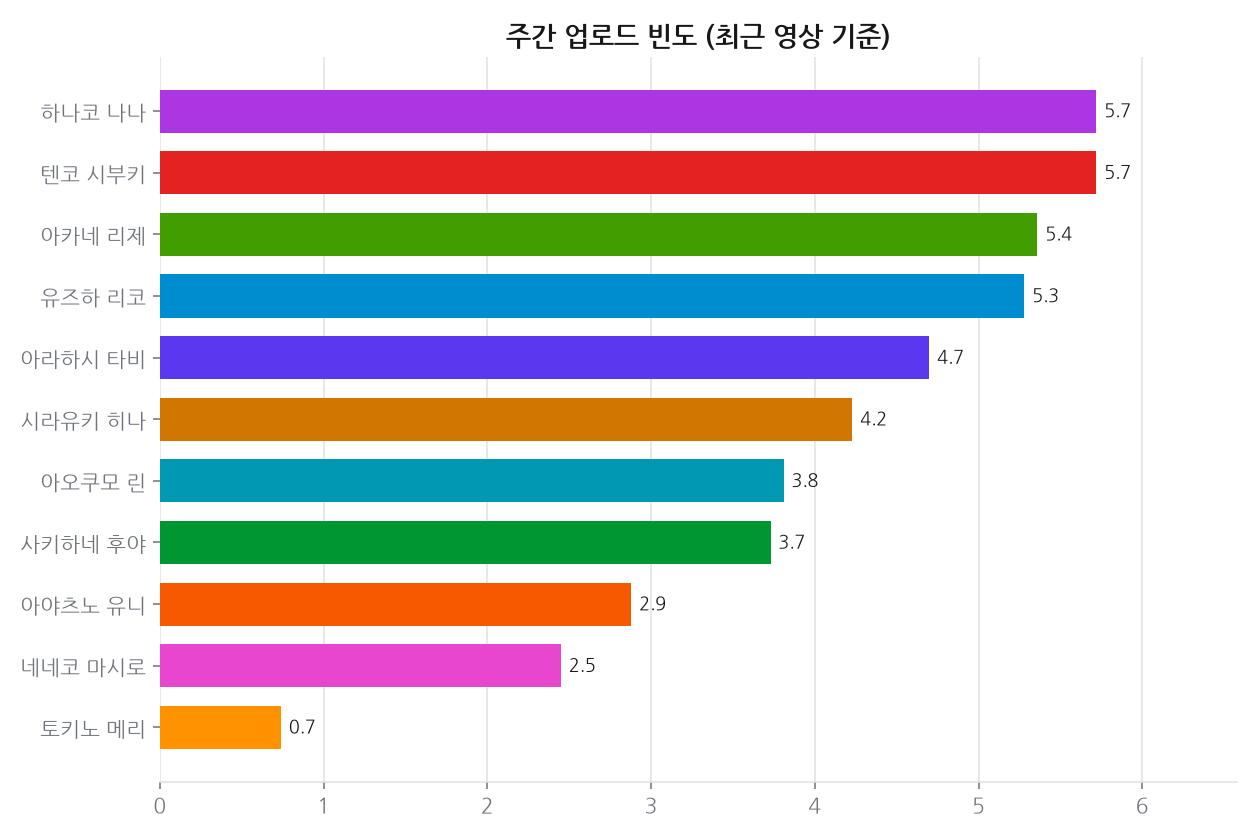 주간 업로드 빈도 (최근 영상 기준)
하나코 나나 5.7
텐코 시부키 5.7
아카네 리제 5.4
유즈하 리코 5.3
아라하시 타비 4.7
시라유키 히나 4.2
아오쿠모 린 3.8
사키하네 후야 3.7
아야츠노 유니 2.9
네네코 마시로 2.5
토키노 메리 0.7
0 1 2 3 4 5 6